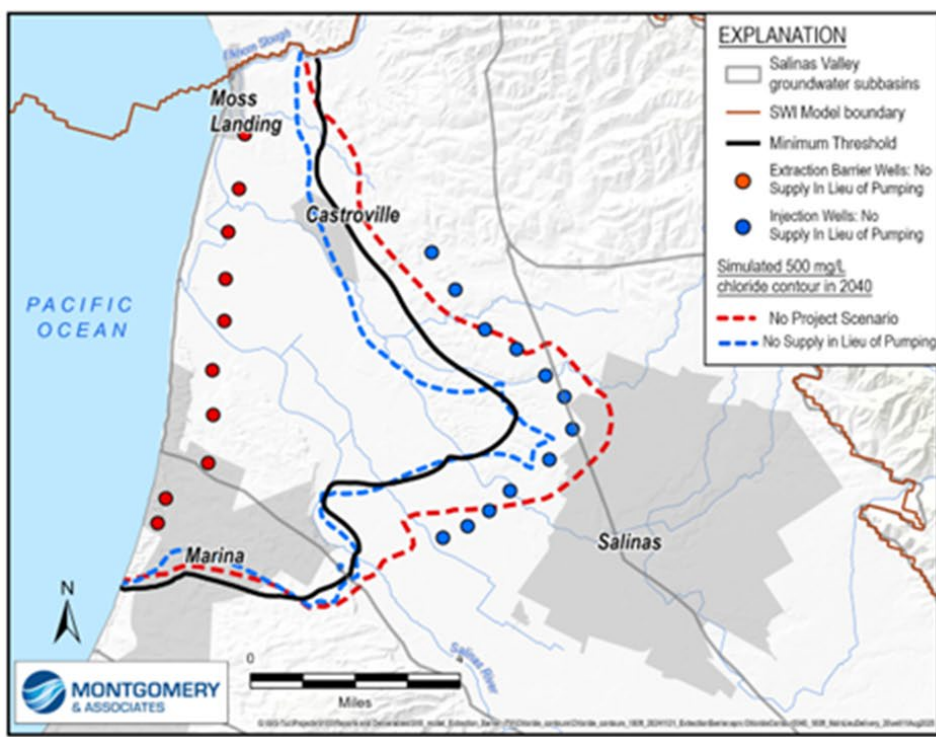 Elkhorn Slough
Moss
Landing
Castroville
PACIFIC
OCEAN
Marina
Salinas
Salinas River
N
0
4
Miles
MONTGOMERY
& ASSOCIATES
EXPLANATION
Salinas Valley
groundwater subbasins
SWI Model boundary
Minimum Threshold
Extraction Barrier Wells: No
Supply In Lieu of Pumping
Injection Wells: No
Supply In Lieu of Pumping
Simulated 500 mg/L
chloride contour in 2040
No Project Scenario
No Supply in Lieu of Pumping